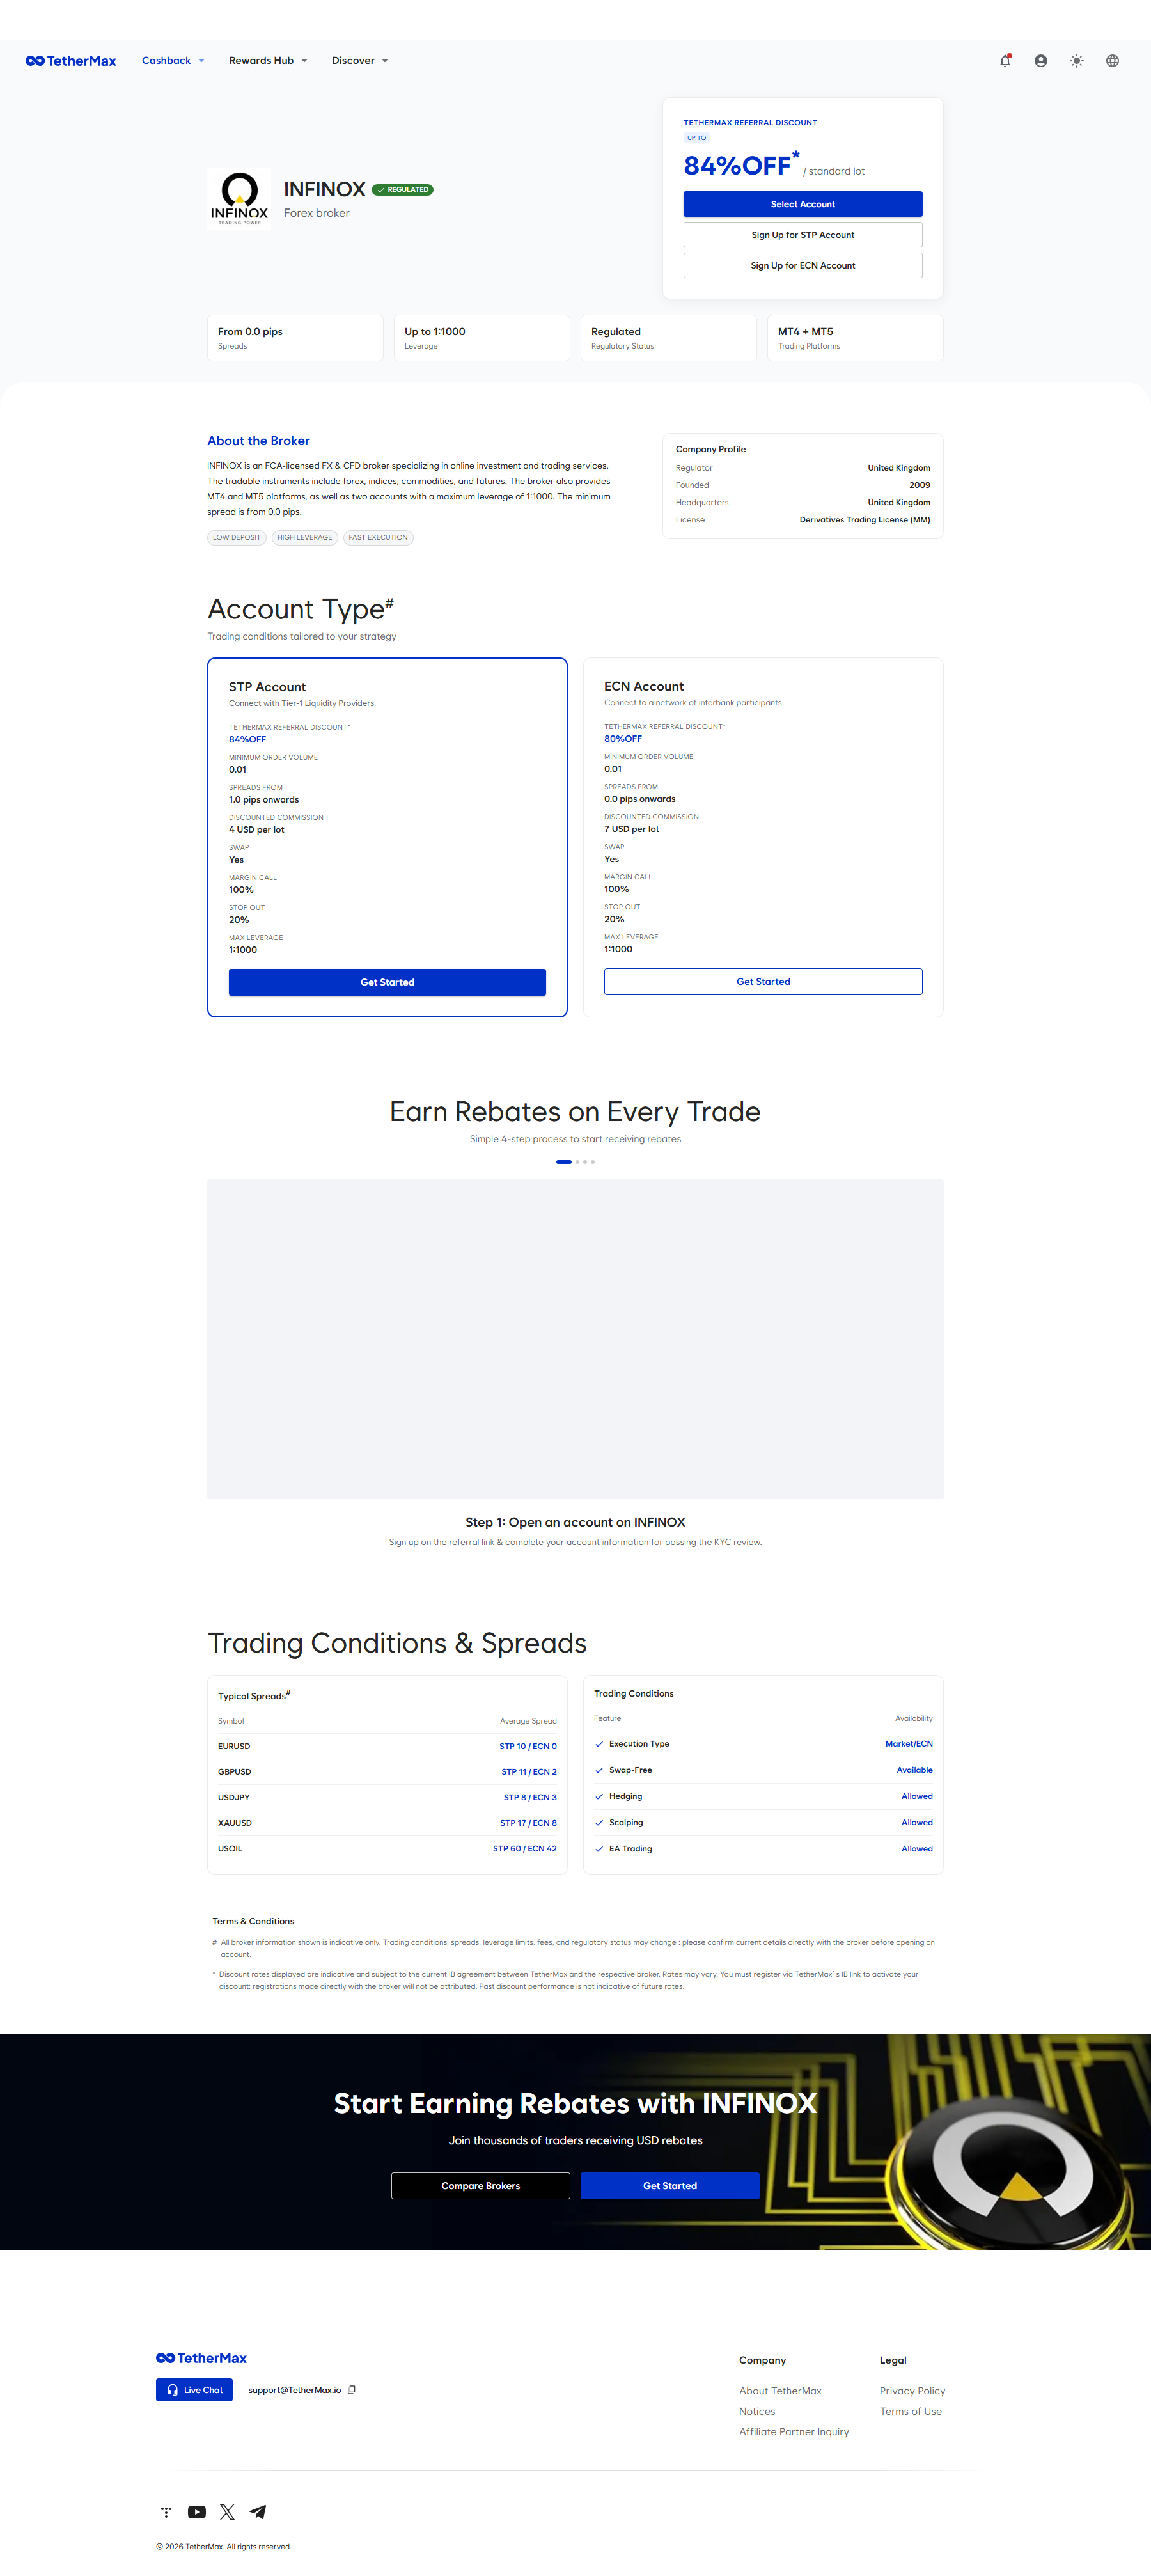 TetherMax
Cashback
Rewards Hub
Discover
INFINOX
TRADING POWER
INFINOX
REGULATED
Forex broker
TETHERMAX REFERRAL DISCOUNT
UP TO
84%OFF* / standard lot
Select Account
Sign Up for STP Account
Sign Up for ECN Account
From 0.0 pips
Spreads
Up to 1:1000
Leverage
Regulated
Regulatory Status
MT4 + MT5
Trading Platforms
About the Broker
INFINOX is an FCA-licensed FX & CFD broker specializing in online investment and trading services.
The tradable instruments include forex, indices, commodities, and futures. The broker also provides
MT4 and MT5 platforms, as well as two accounts with a maximum leverage of 1:1000. The minimum
spread is from 0.0 pips.
LOW DEPOSIT
HIGH LEVERAGE
FAST EXECUTION
Company Profile
Regulator United Kingdom
Founded 2009
Headquarters United Kingdom
License Derivatives Trading License (MM)
Account Type#
Trading conditions tailored to your strategy
STP Account
Connect with Tier-1 Liquidity Providers.
TETHERMAX REFERRAL DISCOUNT*
84%OFF
MINIMUM ORDER VOLUME
0.01
SPREADS FROM
1.0 pips onwards
DISCOUNTED COMMISSION
4 USD per lot
SWAP
Yes
MARGIN CALL
100%
STOP OUT
20%
MAX LEVERAGE
1:1000
Get Started
ECN Account
Connect to a network of interbank participants.
TETHERMAX REFERRAL DISCOUNT*
80%OFF
MINIMUM ORDER VOLUME
0.01
SPREADS FROM
0.0 pips onwards
DISCOUNTED COMMISSION
7 USD per lot
SWAP
Yes
MARGIN CALL
100%
STOP OUT
20%
MAX LEVERAGE
1:1000
Get Started
Earn Rebates on Every Trade
Simple 4-step process to start receiving rebates
Step 1: Open an account on INFINOX
Sign up on the referral link & complete your account information for passing the KYC review.
Trading Conditions & Spreads
Typical Spreads#
Symbol Average Spread
EURUSD STP 10 / ECN 0
GBPUSD STP 11 / ECN 2
USDJPY STP 8 / ECN 3
XAUUSD STP 17 / ECN 8
USOIL STP 60 / ECN 42
Trading Conditions
Feature Availability
Execution Type Market/ECN
Swap-Free Available
Hedging Allowed
Scalping Allowed
EA Trading Allowed
Terms & Conditions
# All broker information shown is indicative only. Trading conditions, spreads, leverage limits, fees, and regulatory status may change : please confirm current details directly with the broker before opening an
account.
* Discount rates displayed are indicative and subject to the current IB agreement between TetherMax and the respective broker. Rates may vary. You must register via TetherMax`s IB link to activate your
discount: registrations made directly with the broker will not be attributed. Past discount performance is not indicative of future rates.
Start Earning Rebates with INFINOX
Join thousands of traders receiving USD rebates
Compare Brokers
Get Started
TetherMax
Live Chat
support@TetherMax.io
Company
About TetherMax
Notices
Affiliate Partner Inquiry
Legal
Privacy Policy
Terms of Use
© 2026 TetherMax. All rights reserved.